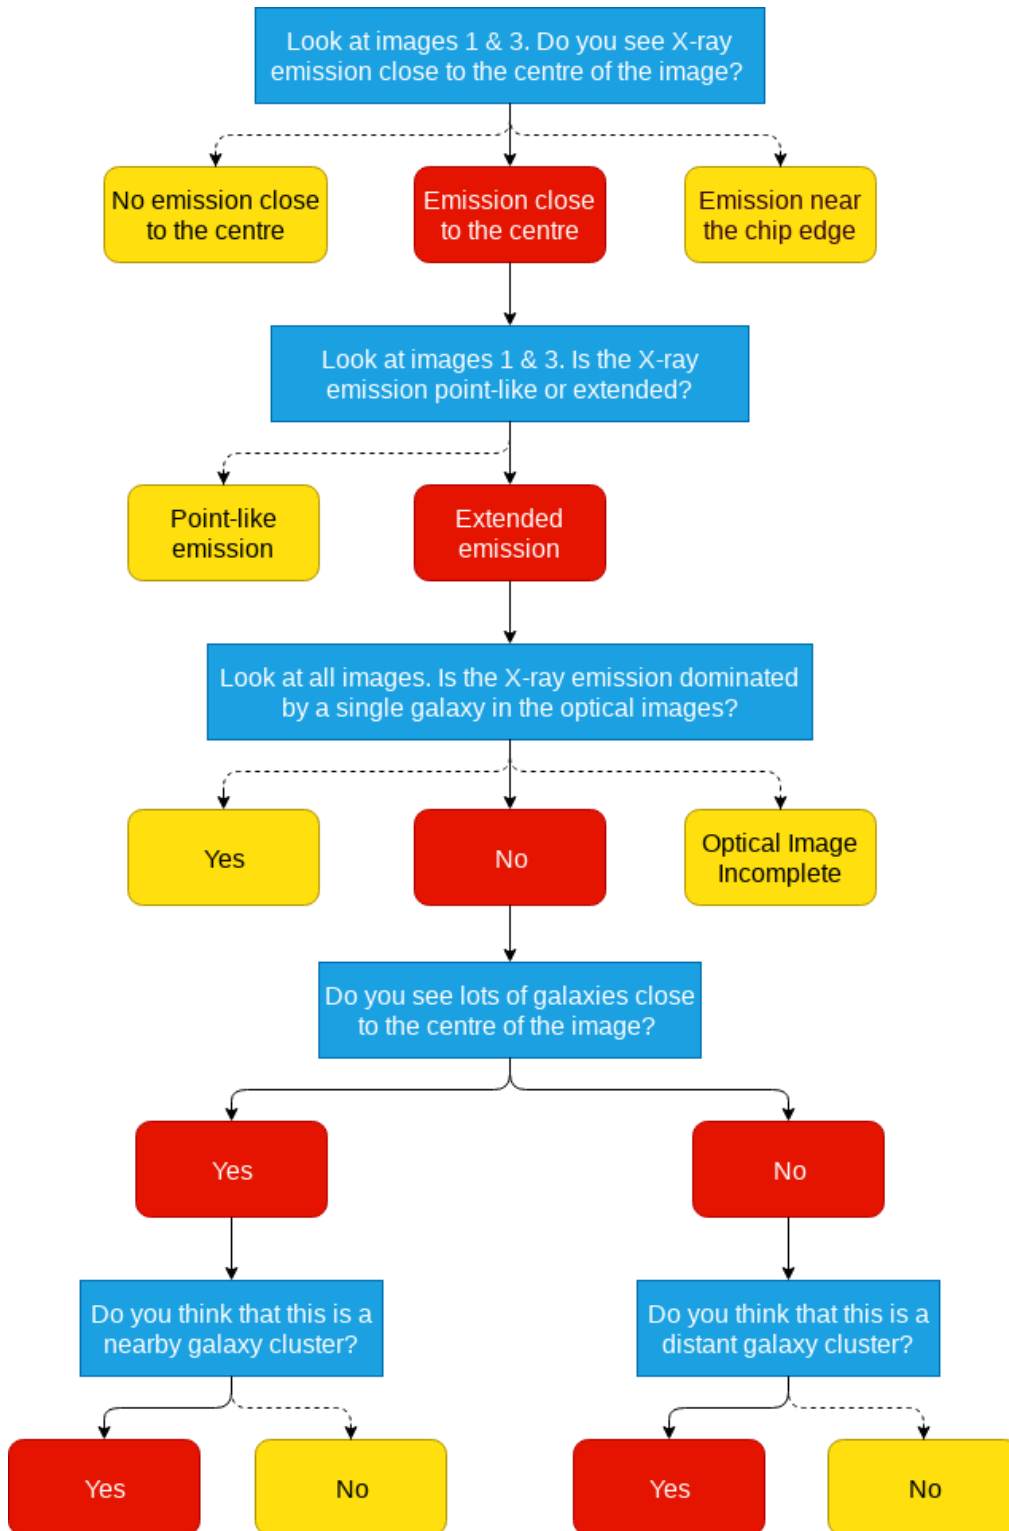 Look at images 1 & 3. Do you see X-ray
emission close to the centre of the image?
No emission close
to the centre
Emission close
to the centre
Emission near
the chip edge
Look at images 1 & 3. Is the X-ray
emission point-like or extended?
Point-like
emission
Extended
emission
Look at all images. Is the X-ray emission dominated
by a single galaxy in the optical images?
Yes
No
Optical Image
Incomplete
Do you see lots of galaxies close
to the centre of the image?
Yes
No
Do you think that this is a
nearby galaxy cluster?
Do you think that this is a
distant galaxy cluster?
Yes
No
Yes
No